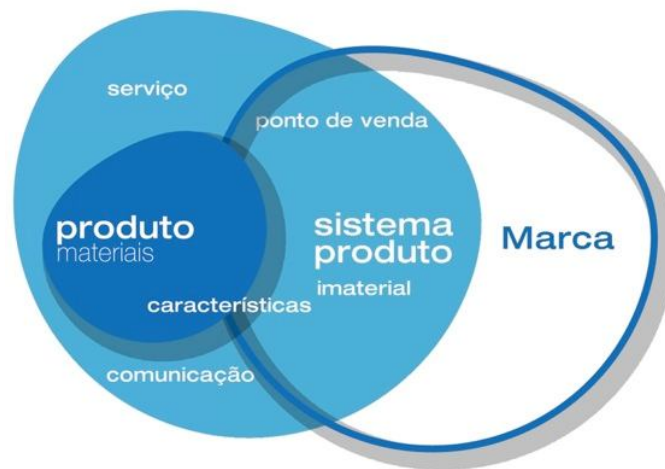 serviço
ponto de venda
produto
materiais
sistema
produto
imaterial
Marca
características
comunicação